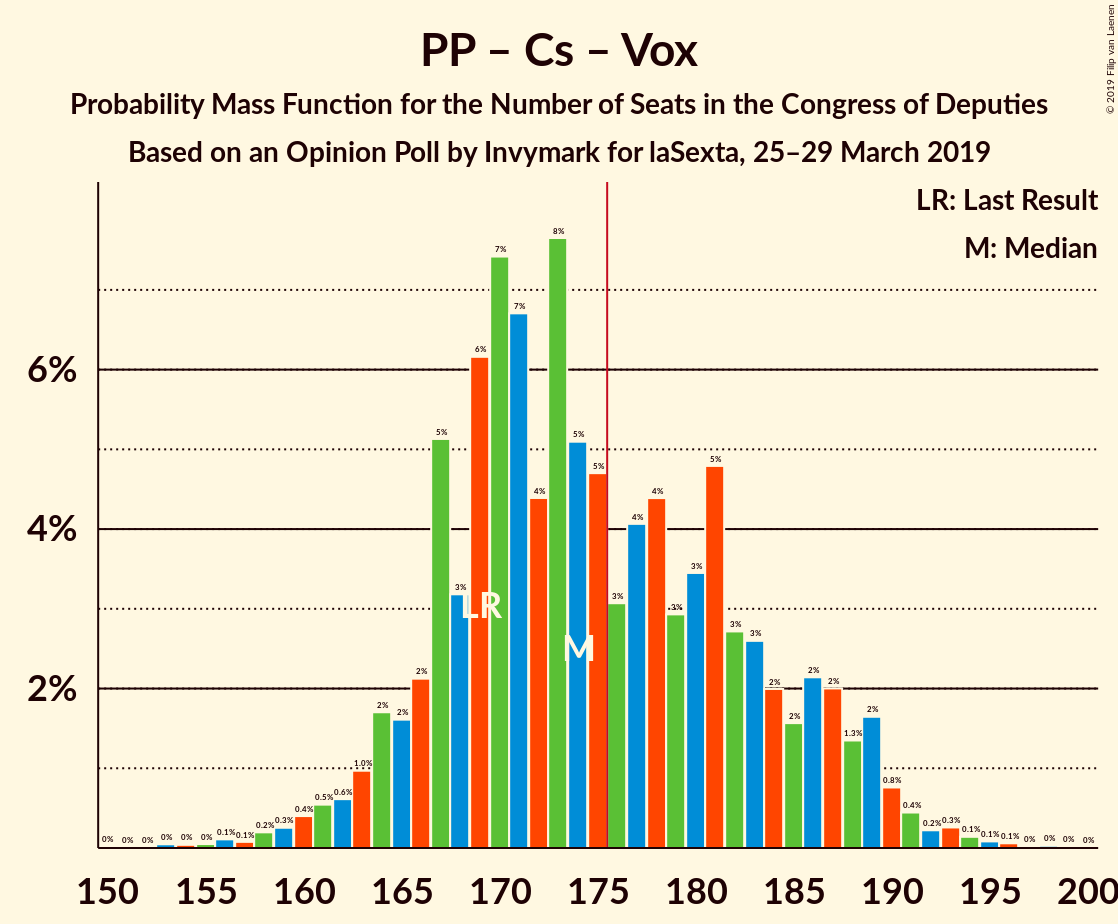 PP – Cs – Vox
Probability Mass Function for the Number of Seats in the Congress of Deputies
Based on an Opinion Poll by Invymark for laSexta, 25–29 March 2019
© 2019 Filip van Laenen
LR: Last Result
M: Median
6%
4%
2%
0% 0% 0% 0% 0% 0% 0.1% 0.1% 0.2% 0.3% 0.4% 0.5% 0.6% 1.0% 2% 2% 2% 5% 3% 6% 7% 7% 4% 8% 5% 5% 3% 4% 4% 3% 3% 5% 3% 3% 2% 2% 2% 2% 1.3% 2% 0.8% 0.4% 0.2% 0.3% 0.1% 0.1% 0.1% 0% 0% 0% 0%
LR
M
150 155 160 165 170 175 180 185 190 195 200